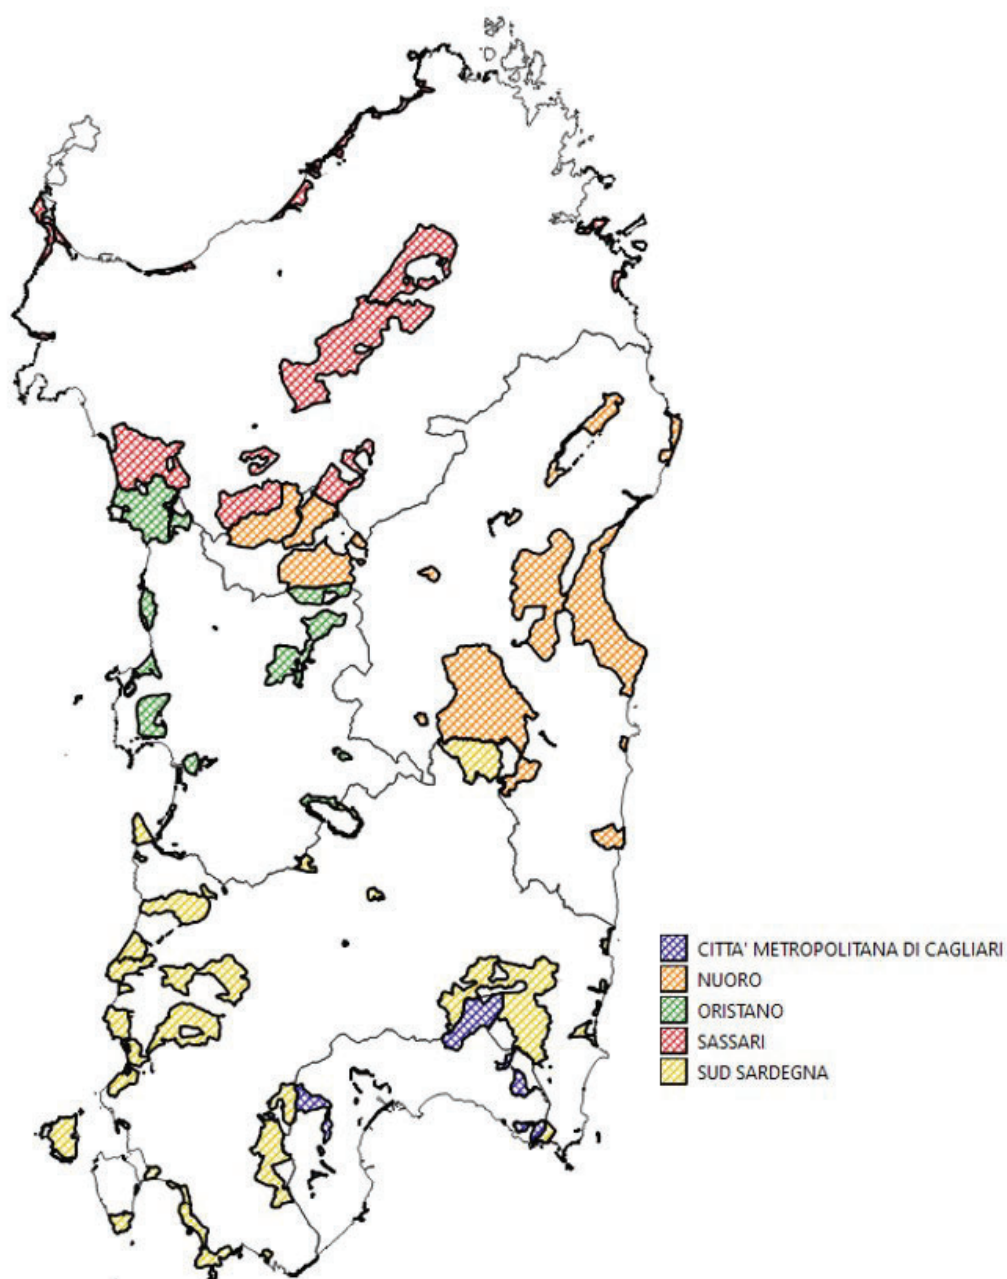 CITTA' METROPOLITANA DI CAGLIARI
NUORO
ORISTANO
SASSARI
SUD SARDEGNA